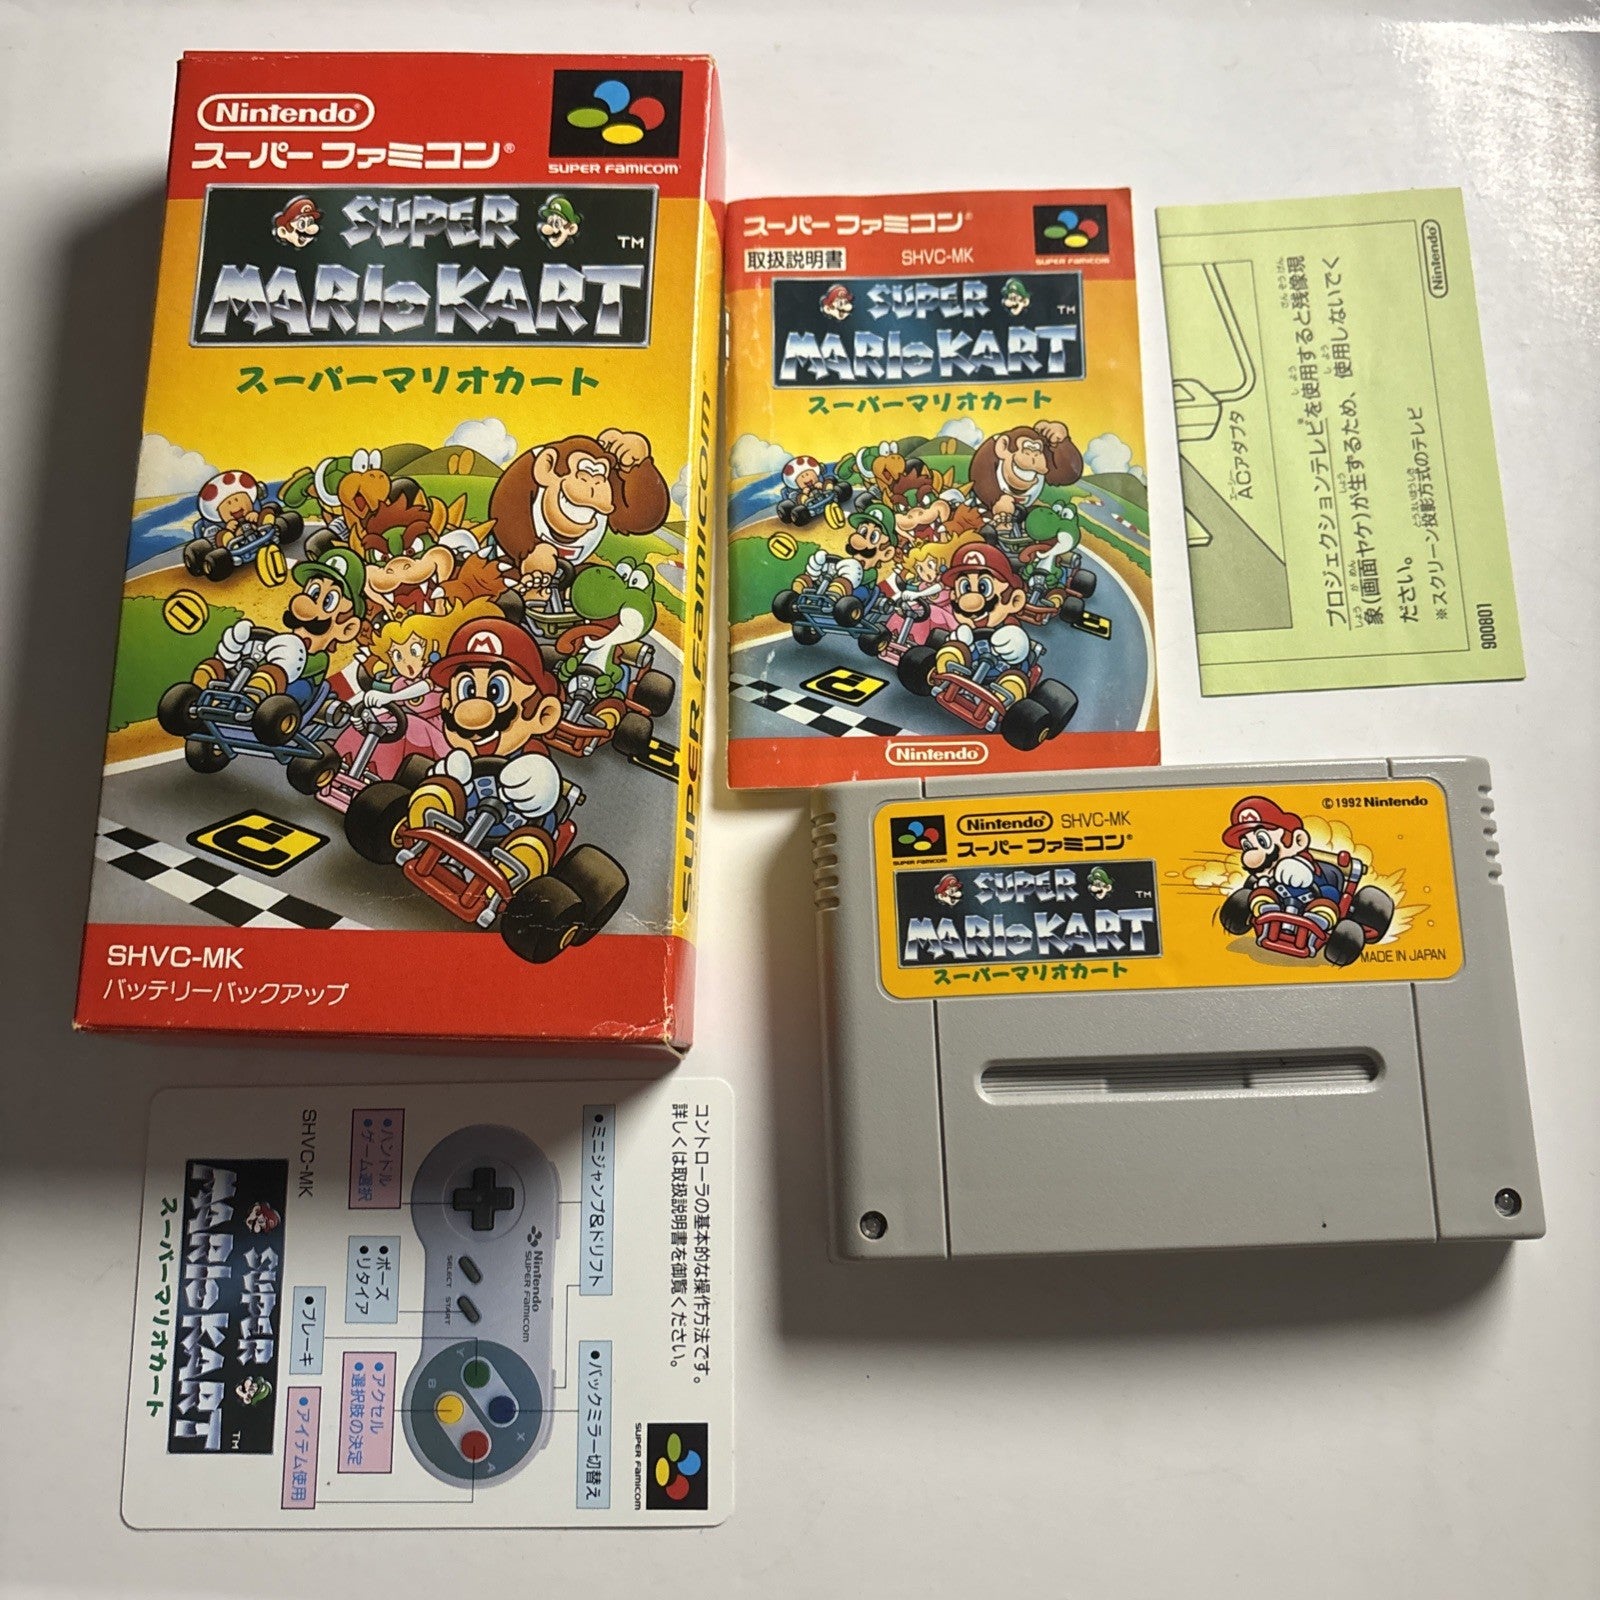 Nintendo®
スーパーファミコン®
SUPER FAMICOM™
SUPER
MARIO KART™
スーパーマリオカート
SHVC-MK
バッテリーバックアップ
SUPER FAMICOM®
スーパーファミコン®
取扱説明書
SHVC-MK
SUPER FAMICOM
SUPER
MARIO KART™
スーパーマリオカート
Nintendo
Nintendo
ACアダプタ
エーシー
プロジェクションテレビを使用すると残像現
象(画面ヤケ)が生ずるため、使用しないでく
ださい。
※スクリーン投影方式のテレビ
900801
©1992 Nintendo
Nintendo
SHVC-MK
SUPER FAMICOM
スーパーファミコン®
SUPER
MARIO KART™
スーパーマリオカート
MADE IN JAPAN
コントローラの基本的な操作方法です。
詳しくは取扱説明書を御覧ください。
SUPER FAMICOM
●ミニジャンプ&ドリフト
●バックミラー切替え
Nintendo
SUPER FAMICOM
SELECT
START
Y
X
B
A
●ハンドル
●ゲーム選択
●ポーズ
●リタイア
●ブレーキ
●アクセル
●選択肢の決定
●アイテム使用
SHVC-MK
SUPER
MARIO KART™
スーパーマリオカート